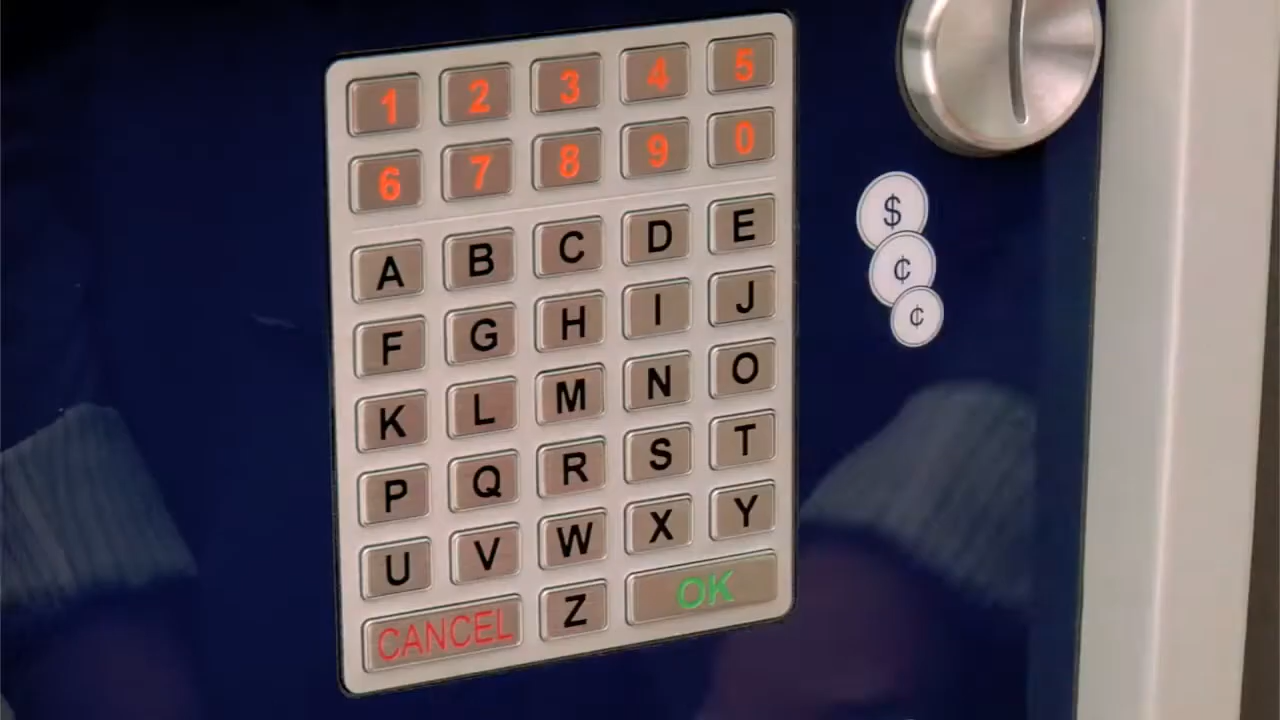 1 2 3 4 5
6 7 8 9 0
A B C D E
F G H I J
K L M N O
P Q R S T
U V W X Y
CANCEL Z OK
$
¢
¢